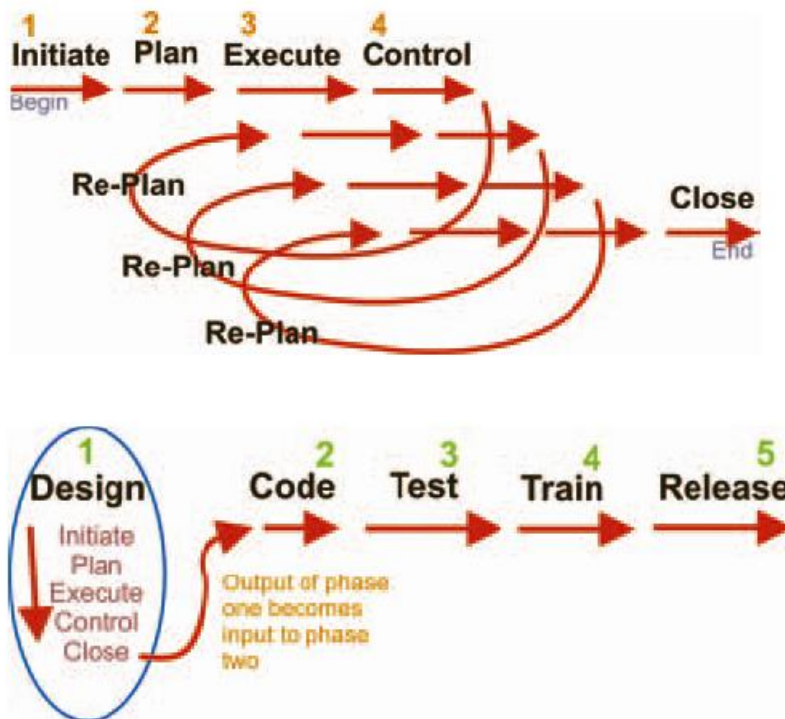 1 2 3 4
Initiate Plan Execute Control
Begin
Re-Plan
Close
End
Re-Plan
Re-Plan
1 2 3 4 5
Design Code Test Train Release
Initiate
Plan
Execute
Control
Close
Output of phase
one becomes
input to phase
two